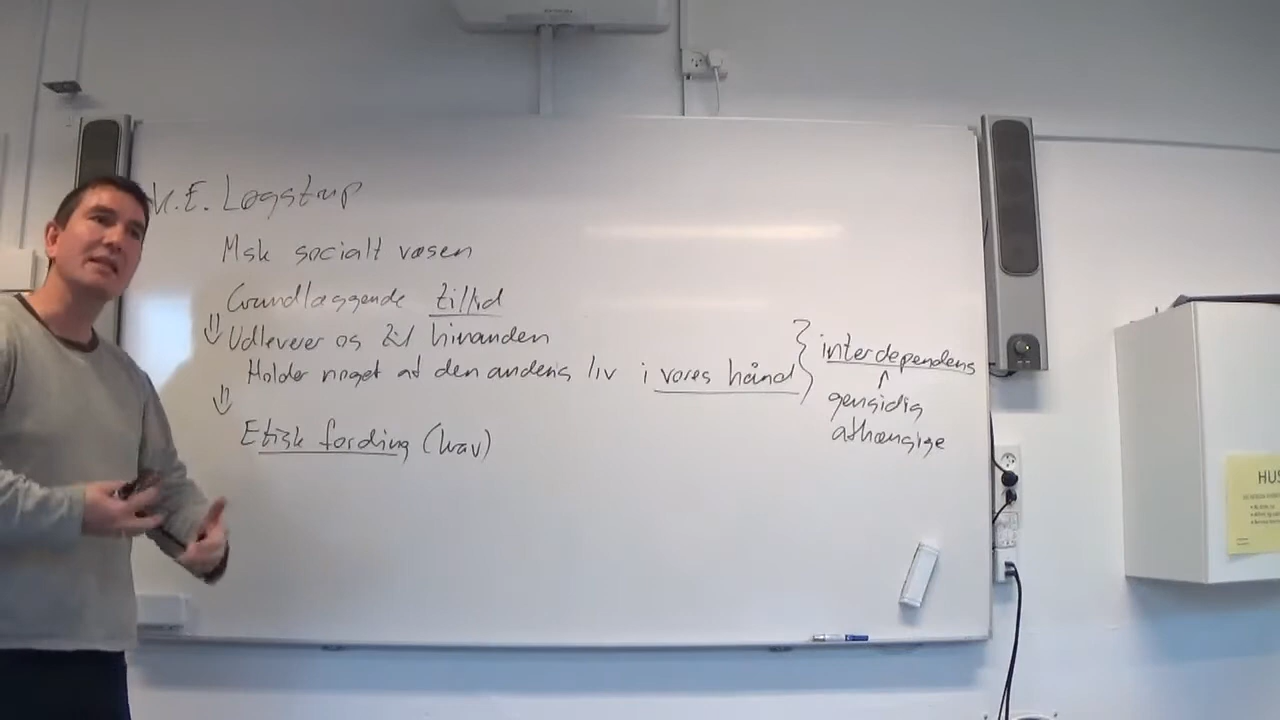 K.E. Løgstrup
Msk socialt væsen
Grundlæggende tillid
⇓ Udleverer os til hinanden
Holder noget af den andens liv i vores hånd } interdependens
↑
gensidig
afhængige
⇓
Etisk fordring (krav)
HUS